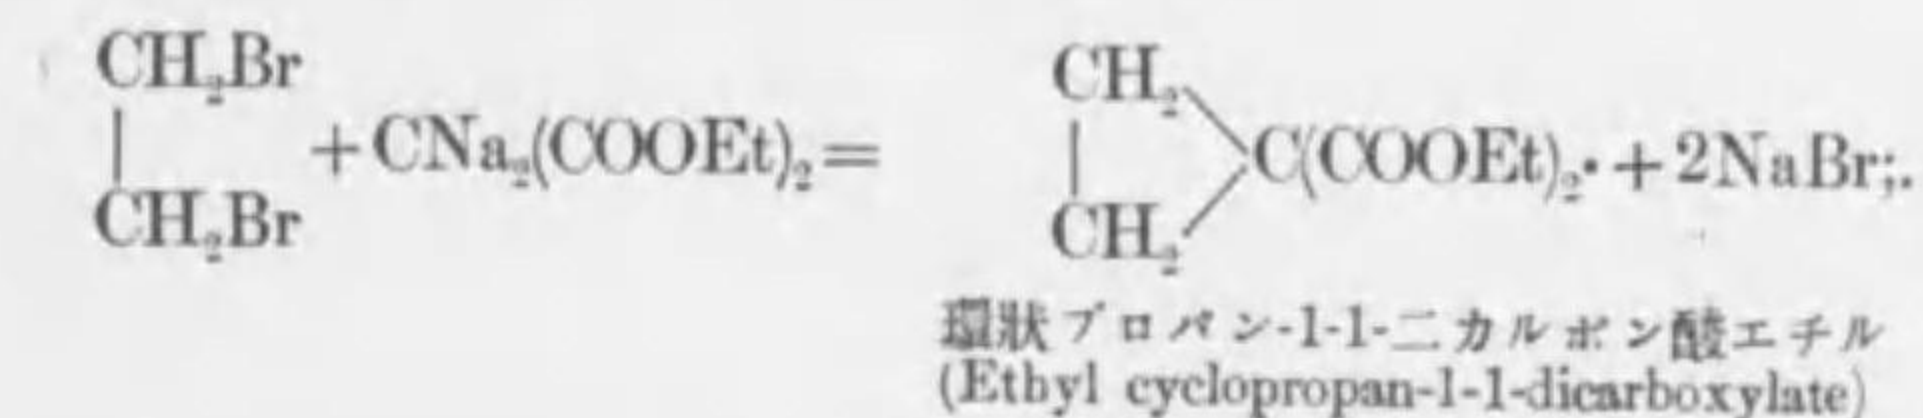 CH₂Br CH₂
| +CNa₂(COOEt)₂= | C(COOEt)₂·+2NaBr;.
CH₂Br CH₂
環狀プロパン-1-1-二カルボン酸エチル
(Ethyl cyclopropan-1-1-dicarboxylate)